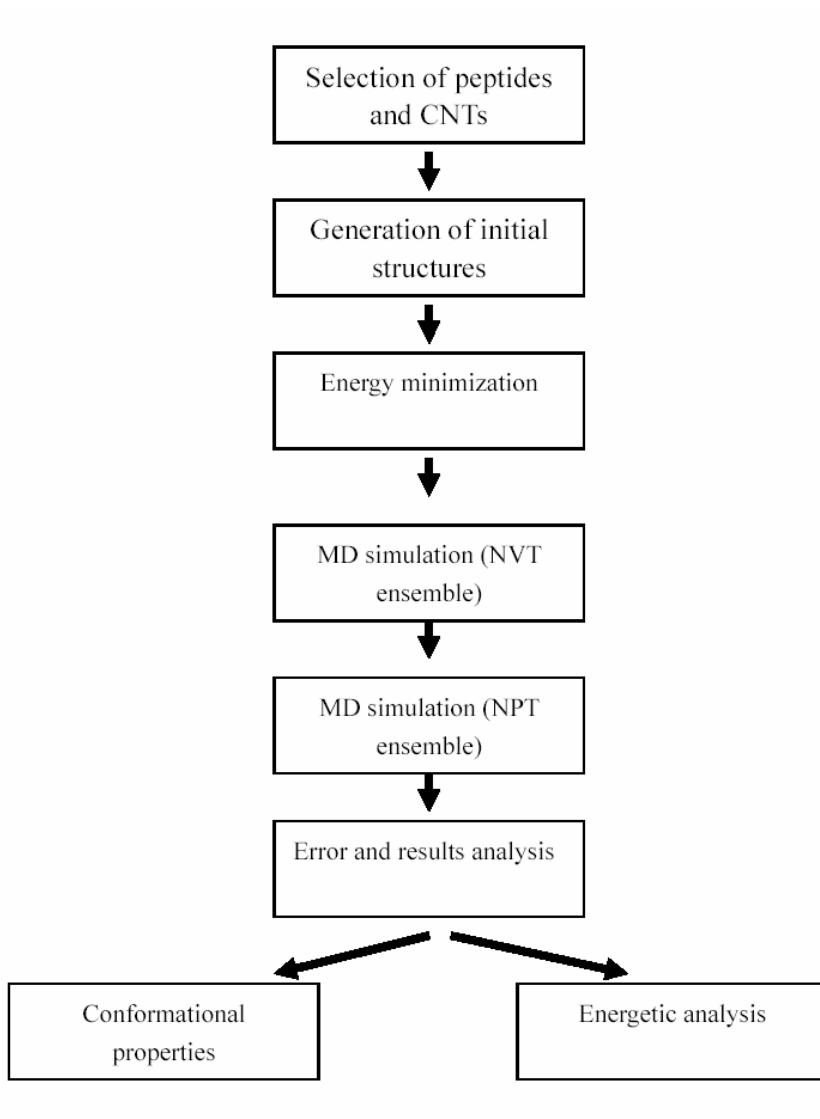 Selection of peptides
and CNTs
Generation of initial
structures
Energy minimization
MD simulation (NVT
ensemble)
MD simulation (NPT
ensemble)
Error and results analysis
Conformational
properties
Energetic analysis